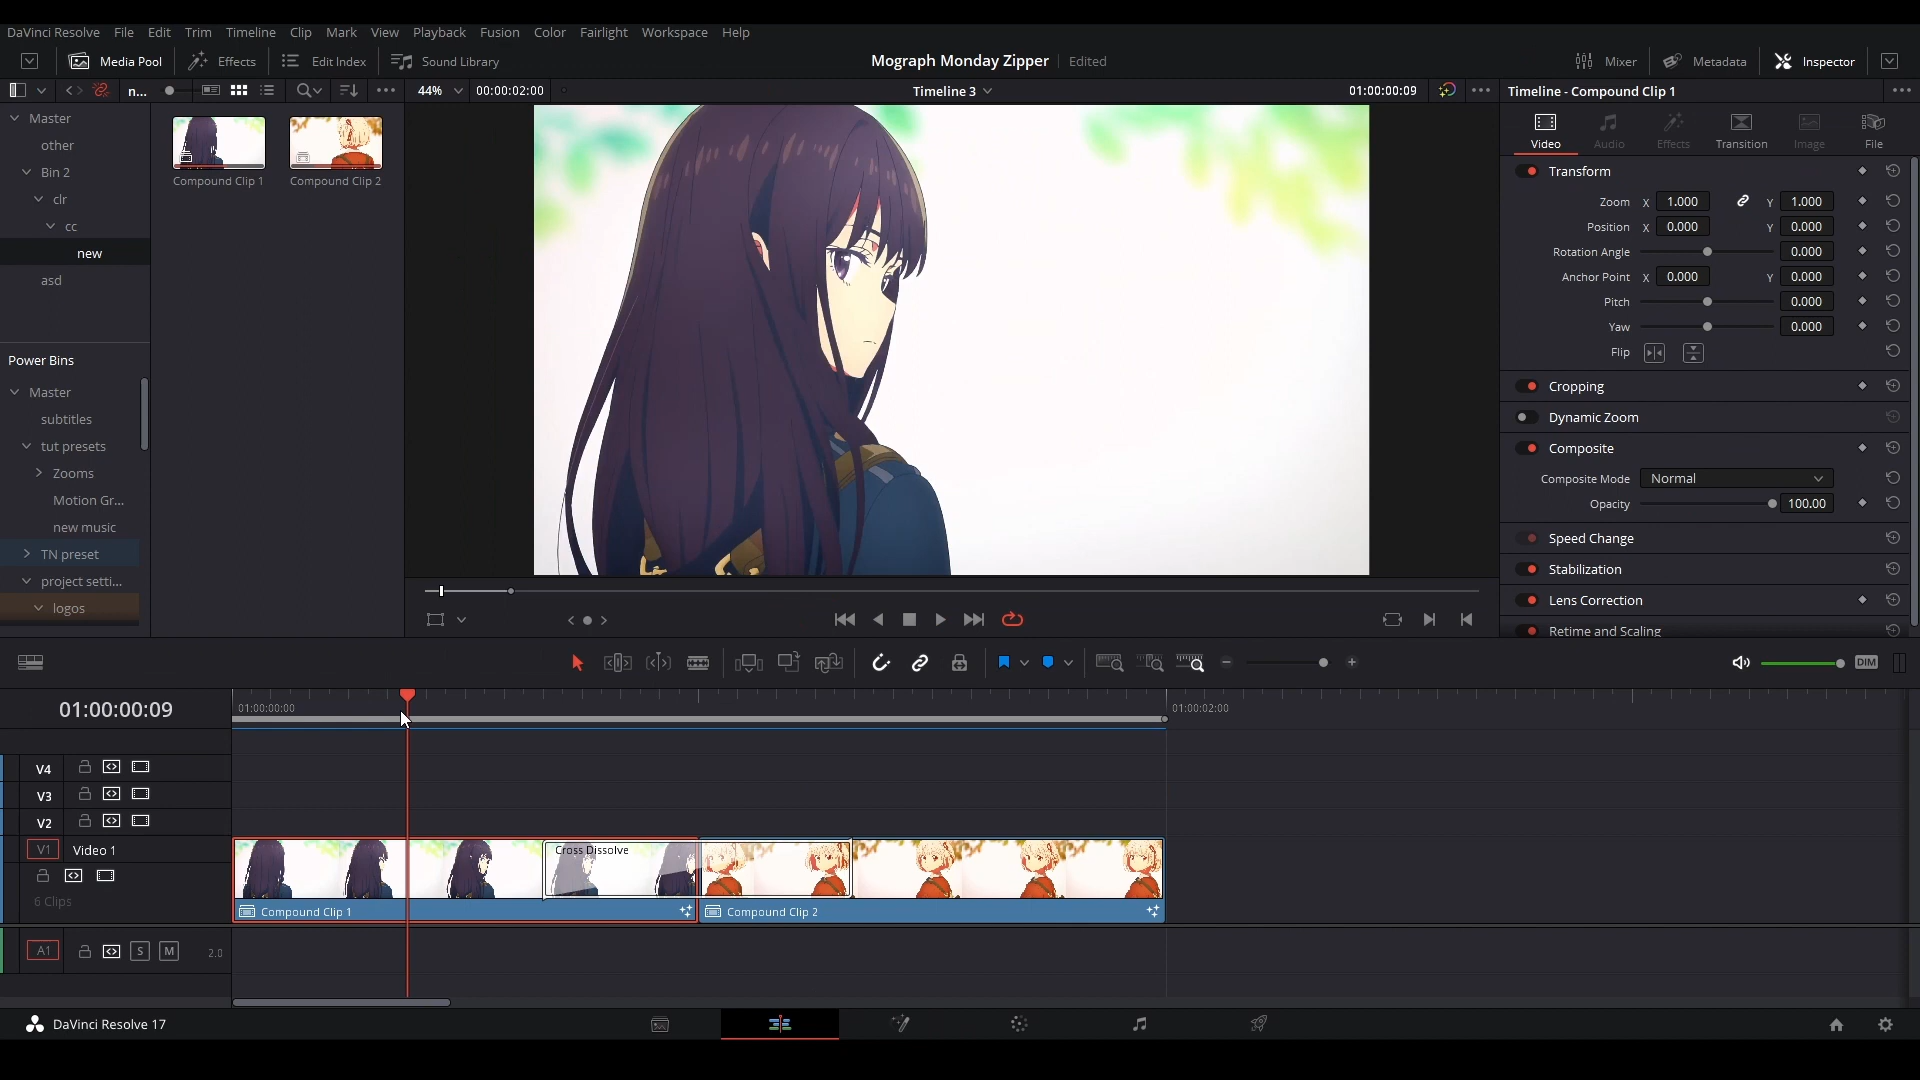 DaVinci Resolve File Edit Trim Timeline Clip Mark View Playback Fusion Color Fairlight Workspace Help
Media Pool Effects Edit Index Sound Library Mograph Monday Zipper Edited Mixer Metadata Inspector
n... 44% 00:00:02:00 Timeline 3 01:00:00:09 Timeline - Compound Clip 1
Master
other
Bin 2
clr
cc
new
asd
Compound Clip 1 Compound Clip 2
Power Bins
Master
subtitles
tut presets
Zooms
Motion Gr...
new music
TN preset
project setti...
logos
Video Audio Effects Transition Image File
Transform
Zoom X 1.000 Y 1.000
Position X 0.000 Y 0.000
Rotation Angle 0.000
Anchor Point X 0.000 Y 0.000
Pitch 0.000
Yaw 0.000
Flip
Cropping
Dynamic Zoom
Composite
Composite Mode Normal
Opacity 100.00
Speed Change
Stabilization
Lens Correction
Retime and Scaling
DIM
01:00:00:09 01:00:00:00 01:00:02:00
V4
V3
V2
V1 Video 1
6 Clips
Cross Dissolve
Compound Clip 1 Compound Clip 2
A1 S M 2.0
DaVinci Resolve 17